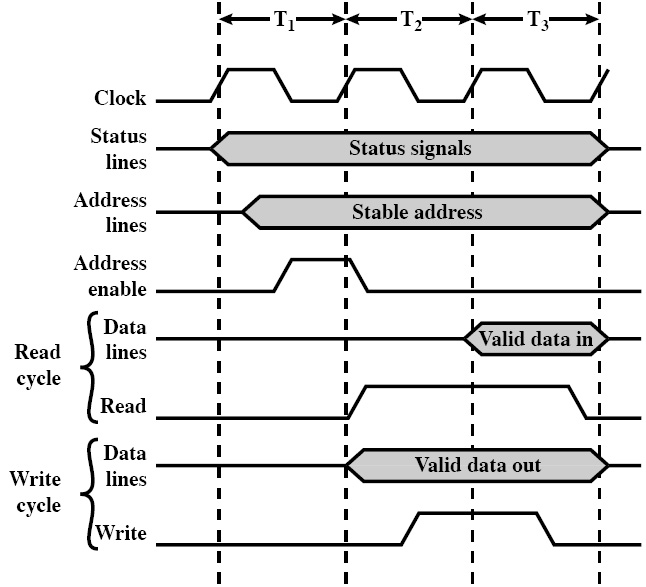 T1 T2 T3
Clock
Status
lines
Status signals
Address
lines
Stable address
Address
enable
Read
cycle
Data
lines
Valid data in
Read
Write
cycle
Data
lines
Valid data out
Write